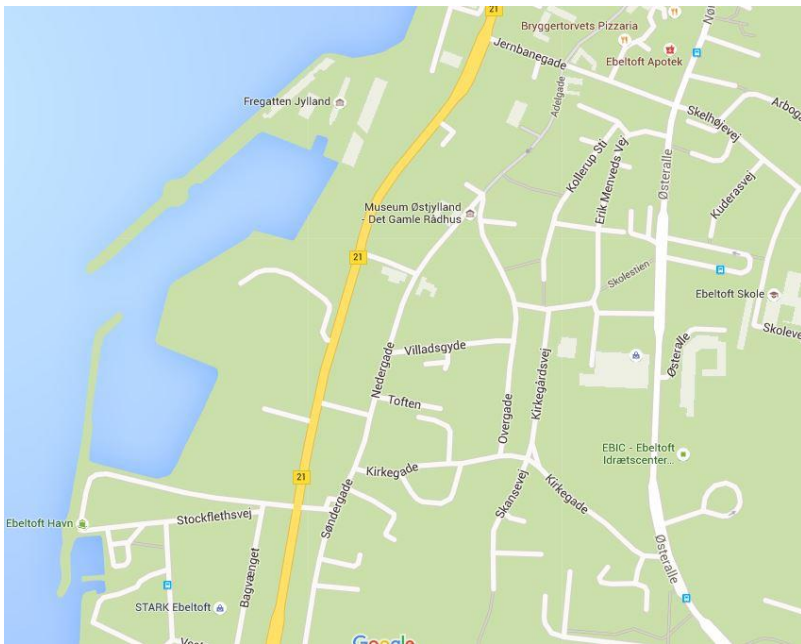 21
Bryggertorvets Pizzaria
Ebeltoft Apotek
Jernbanegade
Adelgade
Skelhøjevej
Fregatten Jylland
Østeralle
Kollerup Sti
Erik Menveds Vej
Kuderasvej
Museum Østjylland
- Det Gamle Rådhus
21
Skolestien
Ebeltoft Skole
Villadsgyde
Østeralle
Nedergade
Kirkegårdsvej
Toften
Overgade
EBIC - Ebeltoft
Idrætscenter...
21
Kirkegade
Kirkegade
Skansevej
Søndergade
Stockflethsvej
Ebeltoft Havn
Østeralle
Bagvænget
STARK Ebeltoft
Google